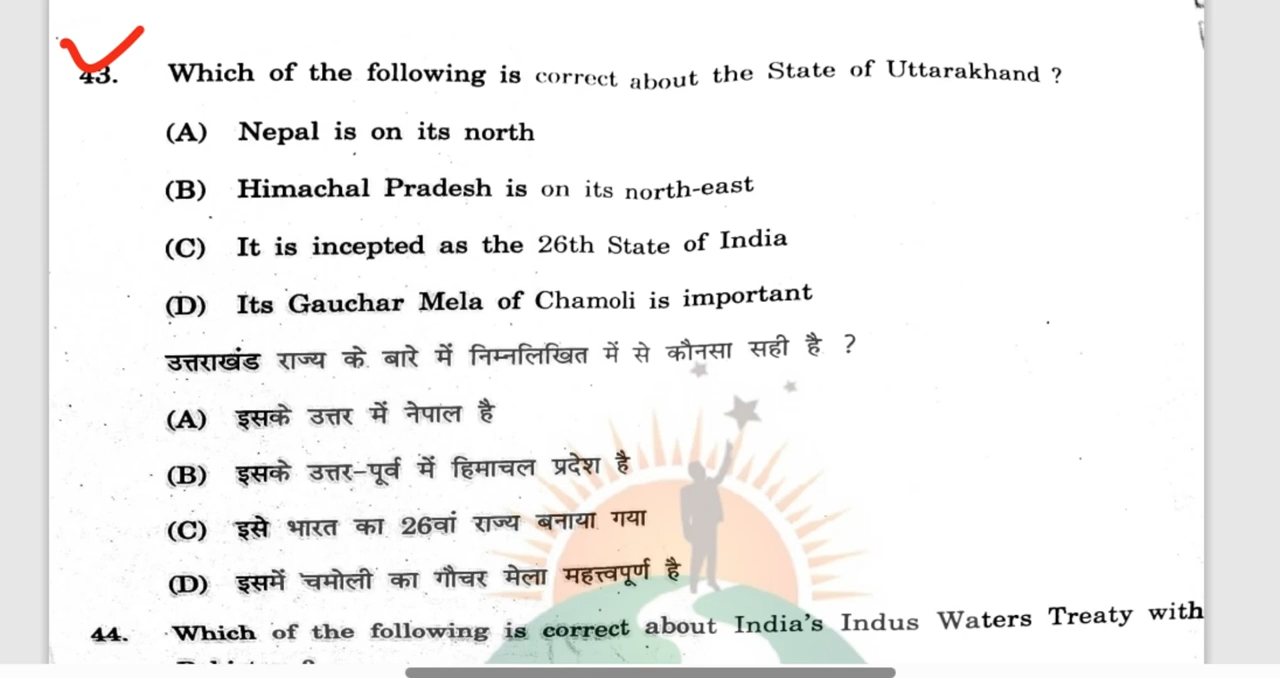 43. Which of the following is correct about the State of Uttarakhand ?
(A) Nepal is on its north
(B) Himachal Pradesh is on its north-east
(C) It is incepted as the 26th State of India
(D) Its Gauchar Mela of Chamoli is important
उत्तराखंड राज्य के बारे में निम्नलिखित में से कौनसा सही है ?
(A) इसके उत्तर में नेपाल है
(B) इसके उत्तर-पूर्व में हिमाचल प्रदेश है
(C) इसे भारत का 26वां राज्य बनाया गया
(D) इसमें चमोली का गौचर मेला महत्त्वपूर्ण है
44. Which of the following is correct about India's Indus Waters Treaty with